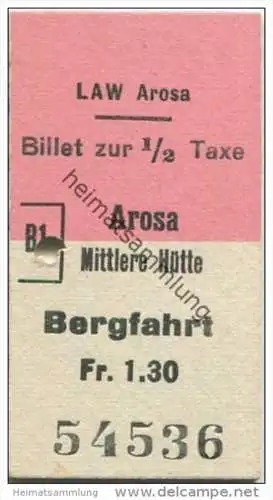 LAW Arosa
Billet zur 1/2 Taxe
Arosa
B1
Mittlere Hütte
Bergfahrt
Fr. 1.30
54536
heimatsammlung
Heimatsammlung
www.delcampe.net